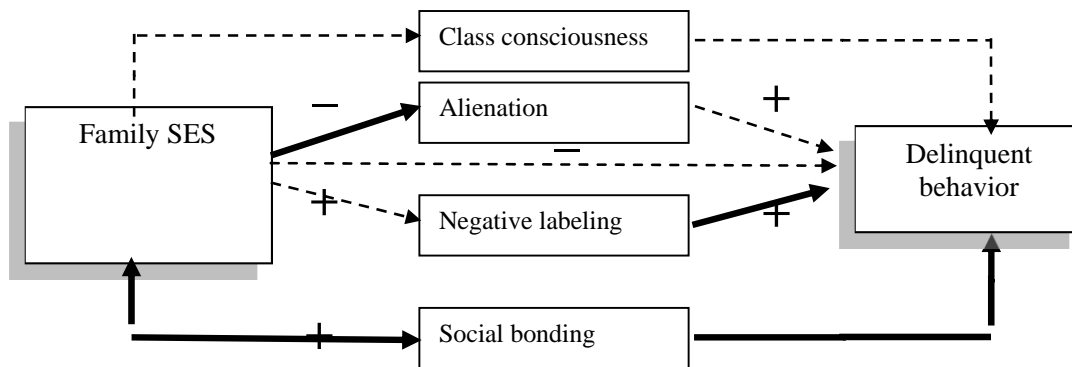 Class consciousness
Family SES
−
Alienation
+
−
Delinquent
behavior
+
Negative labeling
+
+
Social bonding